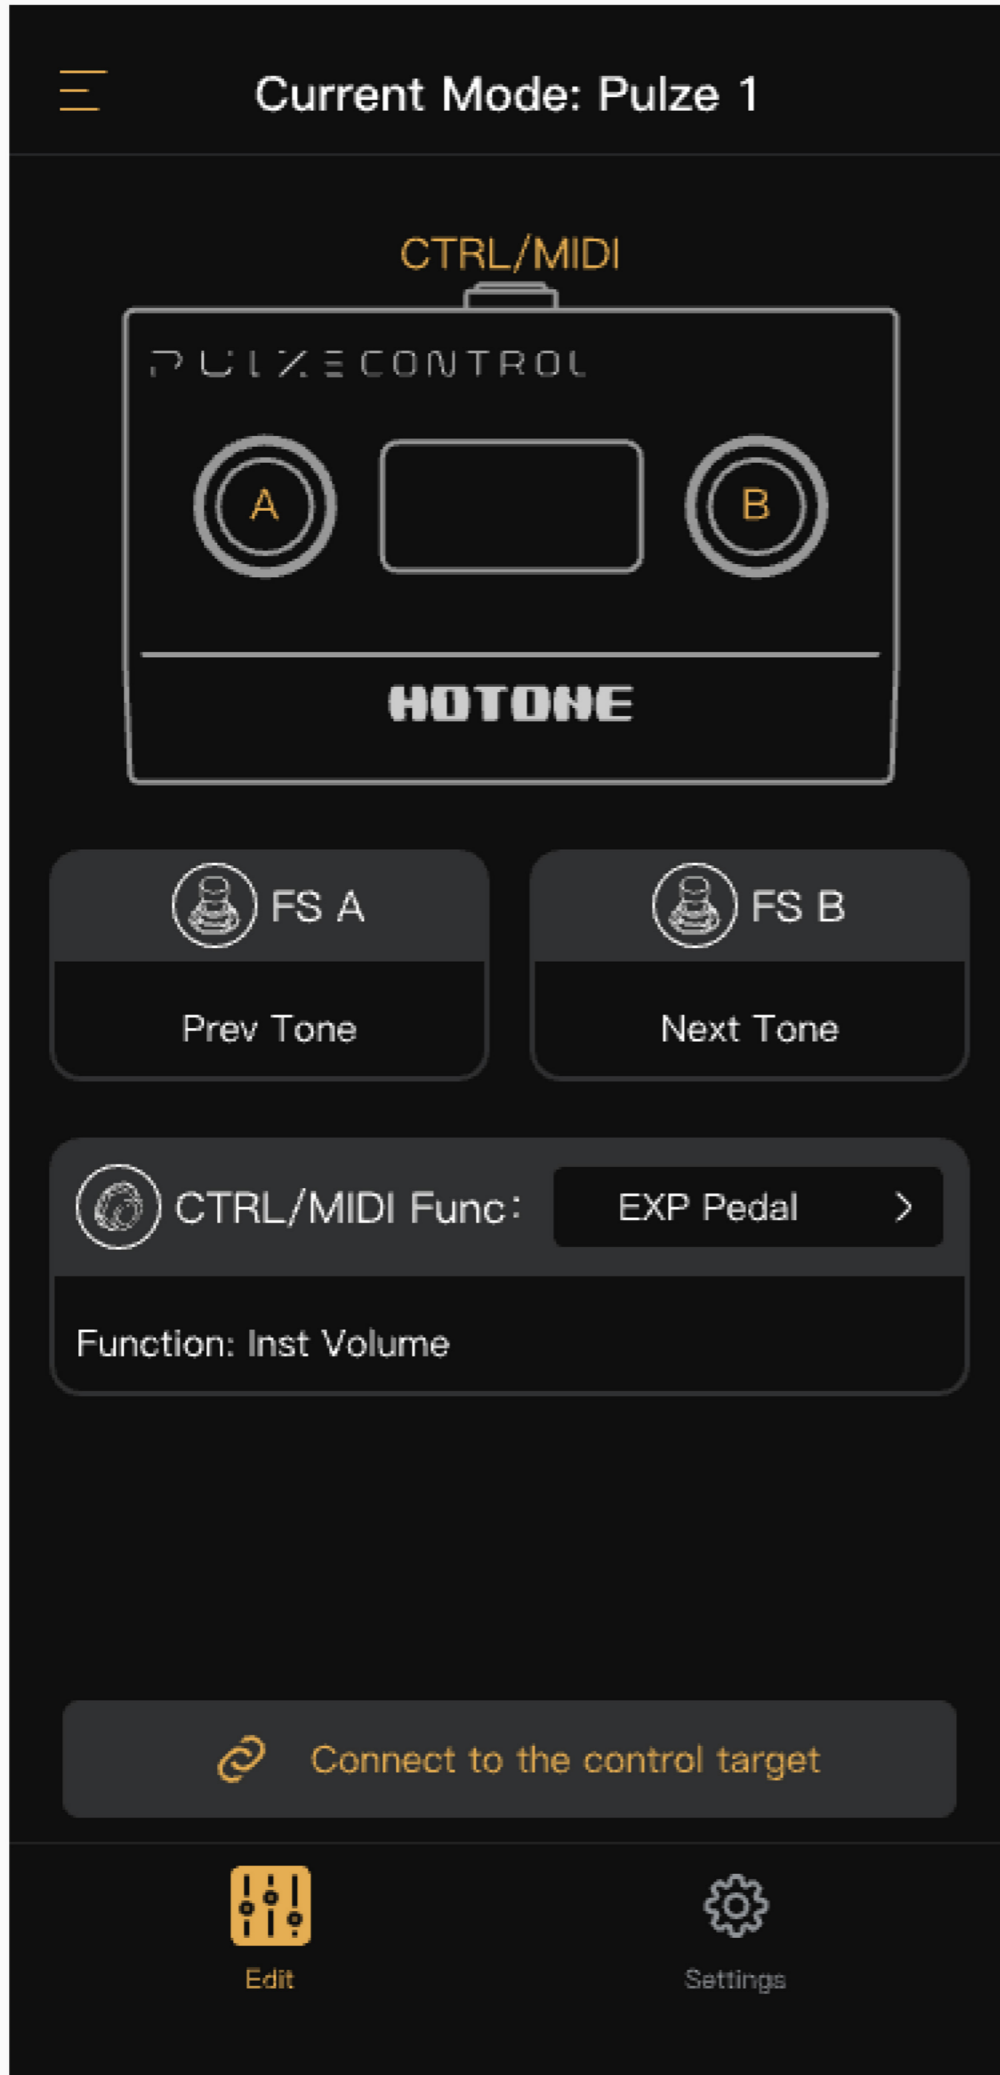 Current Mode: Pulze 1
CTRL/MIDI
PULZE CONTROL
A
B
HOTONE
FS A
FS B
Prev Tone
Next Tone
CTRL/MIDI Func:
EXP Pedal
Function: Inst Volume
Connect to the control target
Edit
Settings